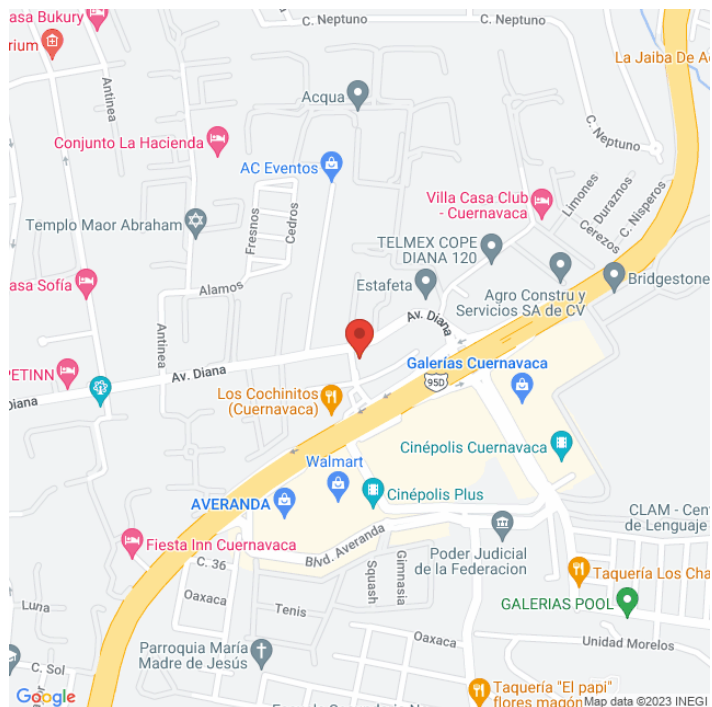 C. Neptuno
C. Neptuno
asa Bukury
rium
Antinea
Acqua
La Jaiba De Ac
C. Neptuno
Conjunto La Hacienda
AC Eventos
Villa Casa Club
- Cuernavaca
Limones
Duraznos
C. Nisperos
Cerezos
Templo Maor Abraham
Fresnos
Cedros
TELMEX COPE
DIANA 120
Alamos
Estafeta
Bridgestone
Agro Constru y
Servicios SA de CV
asa Sofía
Av. Diana
Antinea
Galerías Cuernavaca
95D
PETINN
Av. Diana
Diana
Los Cochinitos
(Cuernavaca)
Cinépolis Cuernavaca
Walmart
AVERANDA
Cinépolis Plus
CLAM - Cent
de Lenguaje
Fiesta Inn Cuernavaca
Blvd. Averanda
Poder Judicial
de la Federacion
C. 36
Squash
Gimnasia
Taquería Los Cha
Oaxaca
Luna
Tenis
GALERIAS POOL
Oaxaca
Unidad Morelos
Parroquia María
Madre de Jesús
C. Sol
Taquería "El papi"
flores magón
Google
Map data ©2023 INEGI